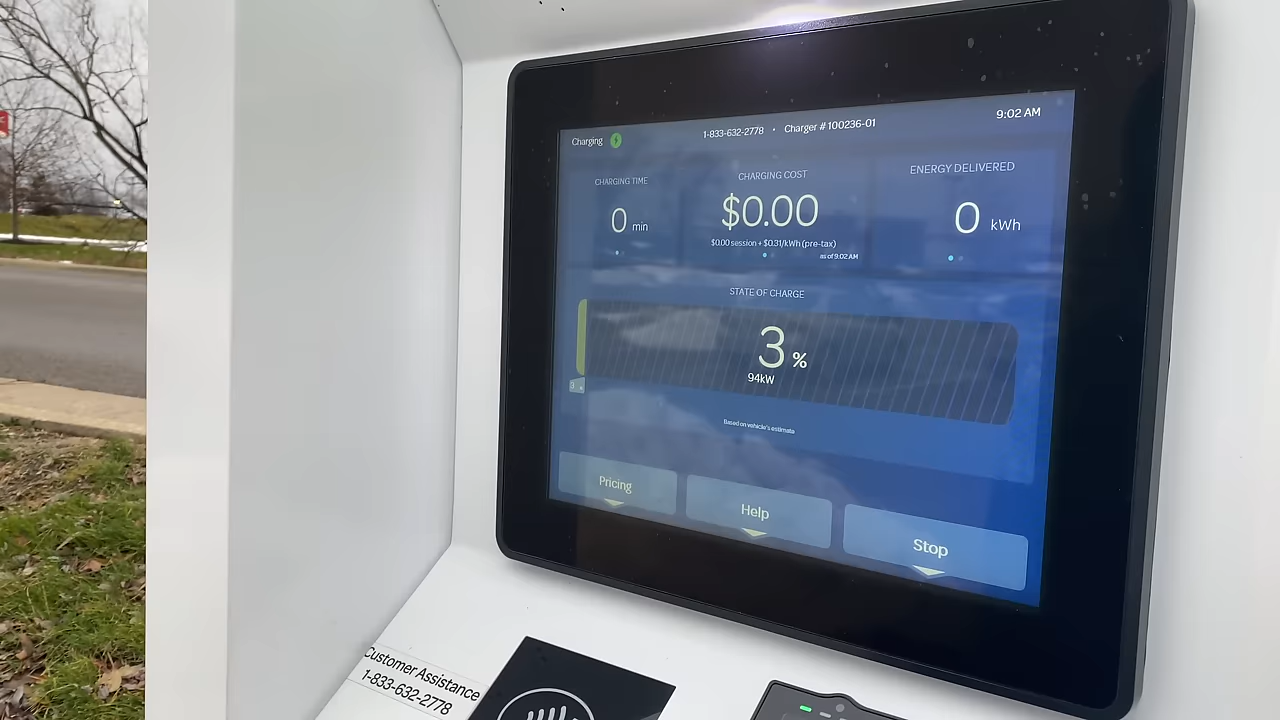 Charging
1-833-632-2778 • Charger # 100236-01
9:02 AM
CHARGING TIME
0 min
CHARGING COST
$0.00
$0.00 session + $0.31/kWh (pre-tax)
as of 9:02 AM
ENERGY DELIVERED
0 kWh
STATE OF CHARGE
3 %
94kW
Based on vehicle's estimate
Pricing
Help
Stop
Customer Assistance
1-833-632-2778